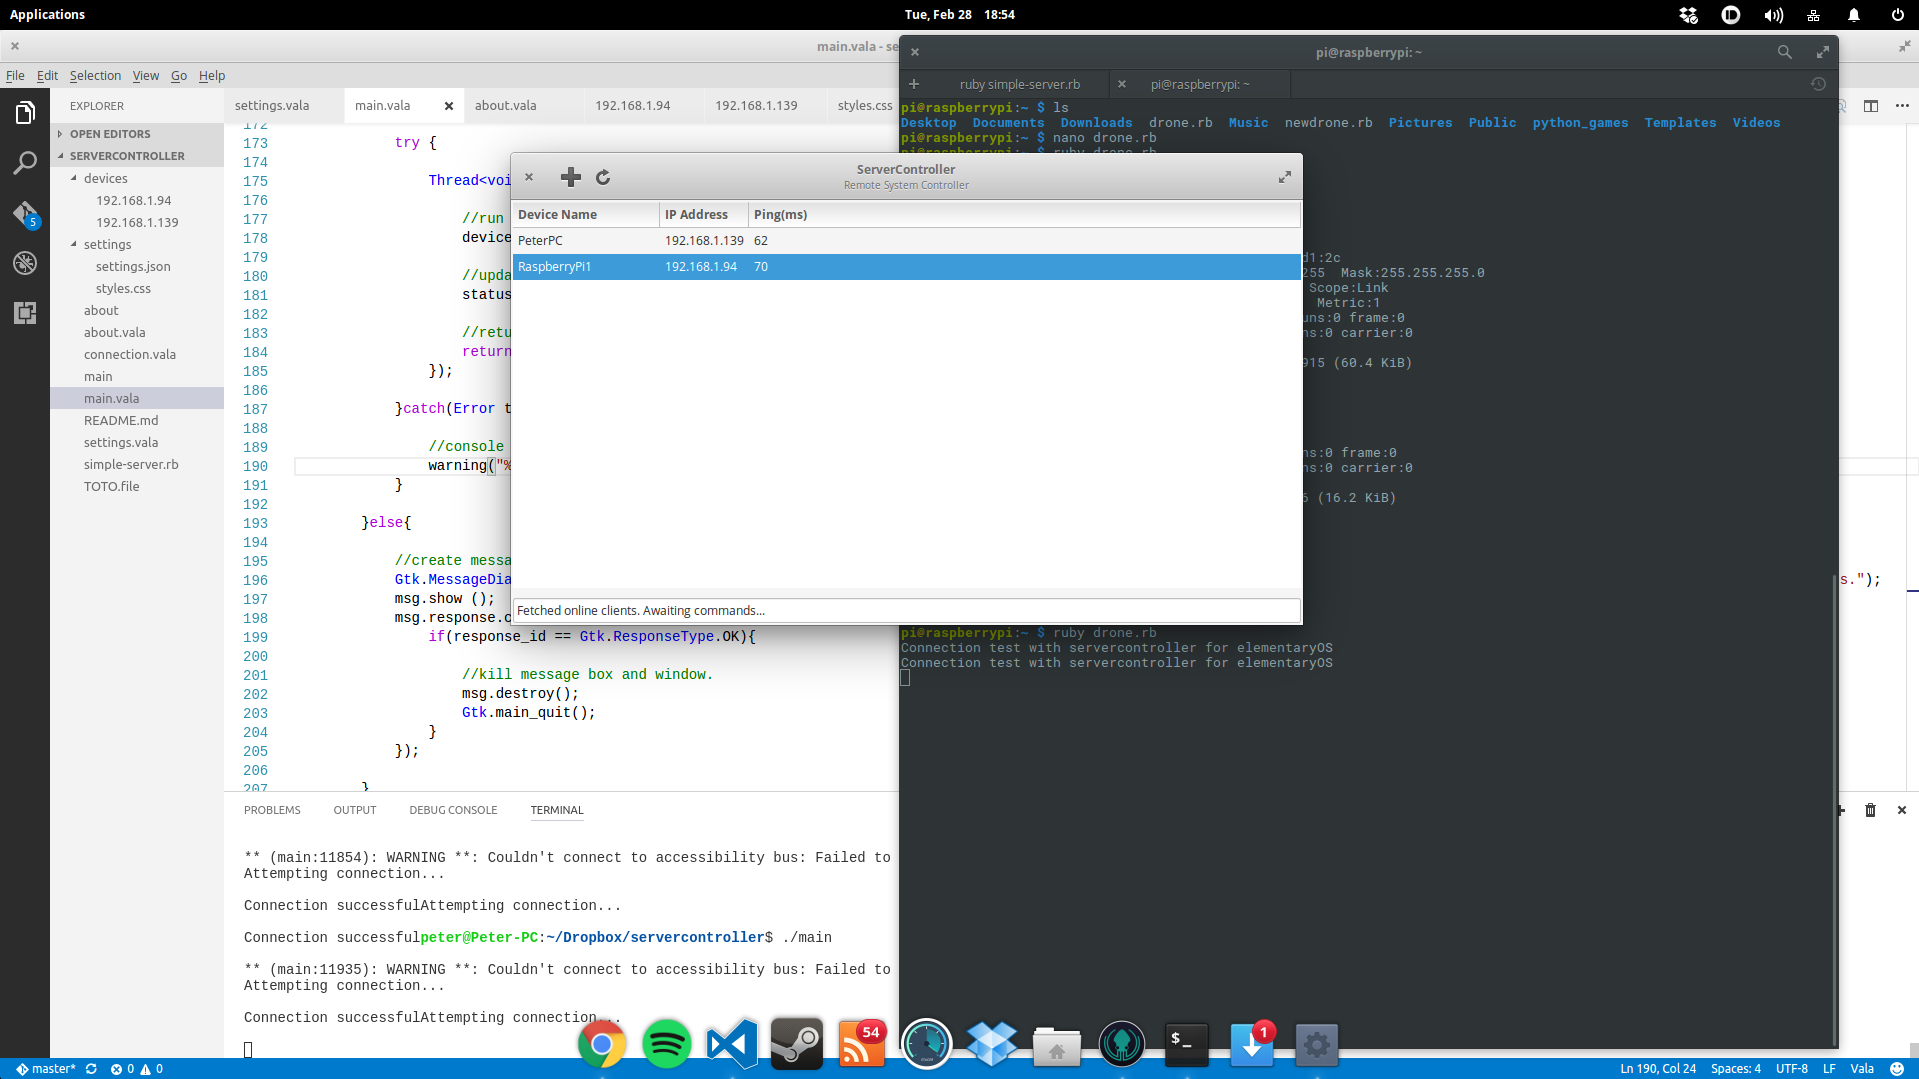 Applications
Tue, Feb 28 18:54
main.vala - se
File Edit Selection View Go Help
EXPLORER
OPEN EDITORS
SERVERCONTROLLER
devices
192.168.1.94
192.168.1.139
settings
settings.json
styles.css
about
about.vala
connection.vala
main
main.vala
README.md
settings.vala
simple-server.rb
TOTO.file
5
settings.vala main.vala about.vala 192.168.1.94 192.168.1.139 styles.css
172
173 try {
174
175 Thread<voi
176
177 //run
178 device
179
180 //upda
181 status
182
183 //retu
184 return
185 });
186
187 }catch(Error t
188
189 //console
190 warning("%
191 }
192
193 }else{
194
195 //create messa
196 Gtk.MessageDia
s.");
197 msg.show ();
198 msg.response.c
199 if(response_id == Gtk.ResponseType.OK){
200
201 //kill message box and window.
202 msg.destroy();
203 Gtk.main_quit();
204 }
205 });
206
207 }
PROBLEMS OUTPUT DEBUG CONSOLE TERMINAL
** (main:11854): WARNING **: Couldn't connect to accessibility bus: Failed to
Attempting connection...
Connection successfulAttempting connection...
Connection successfulpeter@Peter-PC:~/Dropbox/servercontroller$ ./main
** (main:11935): WARNING **: Couldn't connect to accessibility bus: Failed to
Attempting connection...
Connection successfulAttempting connection...
ServerController
Remote System Controller
Device Name IP Address Ping(ms)
PeterPC 192.168.1.139 62
RaspberryPi1 192.168.1.94 70
Fetched online clients. Awaiting commands...
pi@raspberrypi: ~
ruby simple-server.rb
pi@raspberrypi: ~
pi@raspberrypi:~ $ ls
Desktop Documents Downloads drone.rb Music newdrone.rb Pictures Public python_games Templates Videos
pi@raspberrypi:~ $ nano drone.rb
pi@raspberrypi:~ $ ruby drone.rb
d1:2c
255 Mask:255.255.255.0
Scope:Link
Metric:1
uns:0 frame:0
ns:0 carrier:0
915 (60.4 KiB)
ns:0 frame:0
ns:0 carrier:0
6 (16.2 KiB)
pi@raspberrypi:~ $ ruby drone.rb
Connection test with servercontroller for elementaryOS
Connection test with servercontroller for elementaryOS
54
$_
1
master* 0 0
Ln 190, Col 24 Spaces: 4 UTF-8 LF Vala